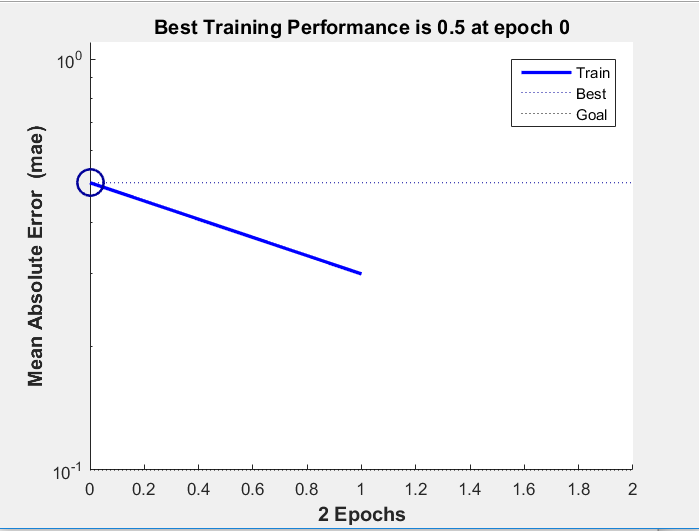 Best Training Performance is 0.5 at epoch 0
10^0
Train
Best
Goal
Mean Absolute Error (mae)
10^-1
0 0.2 0.4 0.6 0.8 1 1.2 1.4 1.6 1.8 2
2 Epochs